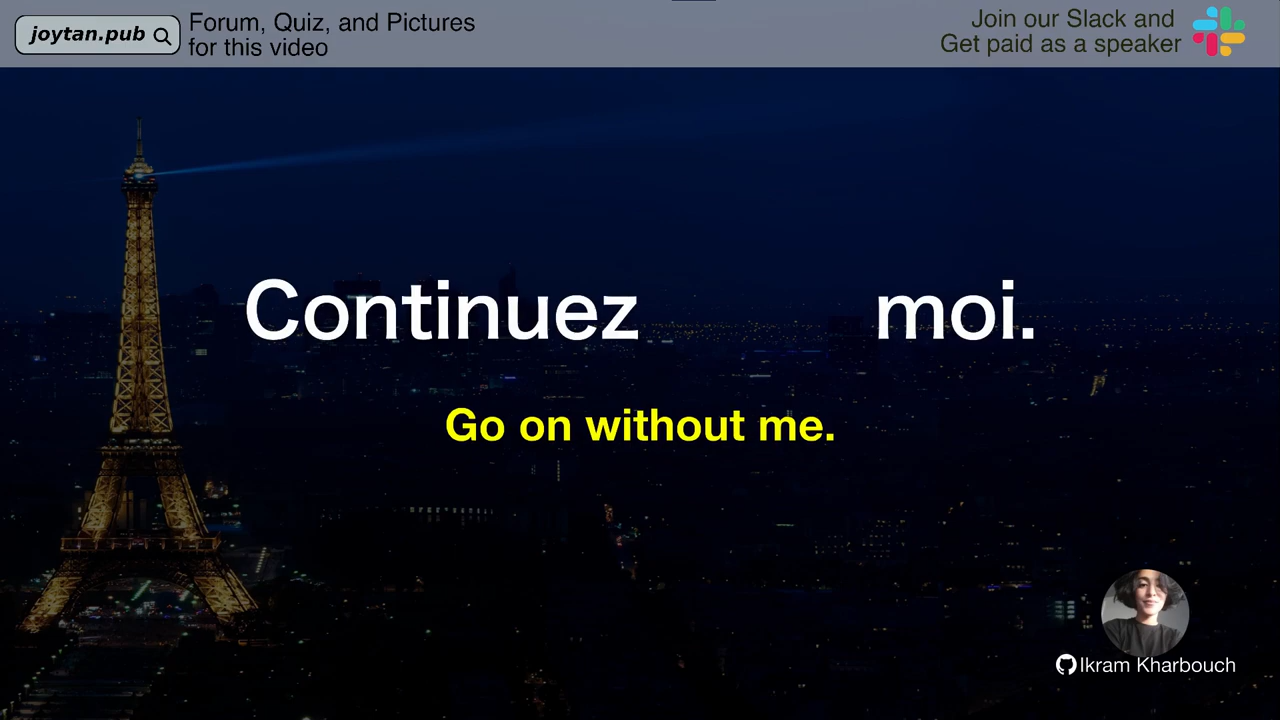 joytan.pub
Forum, Quiz, and Pictures
for this video
Join our Slack and
Get paid as a speaker
Continuez moi.
Go on without me.
Ikram Kharbouch